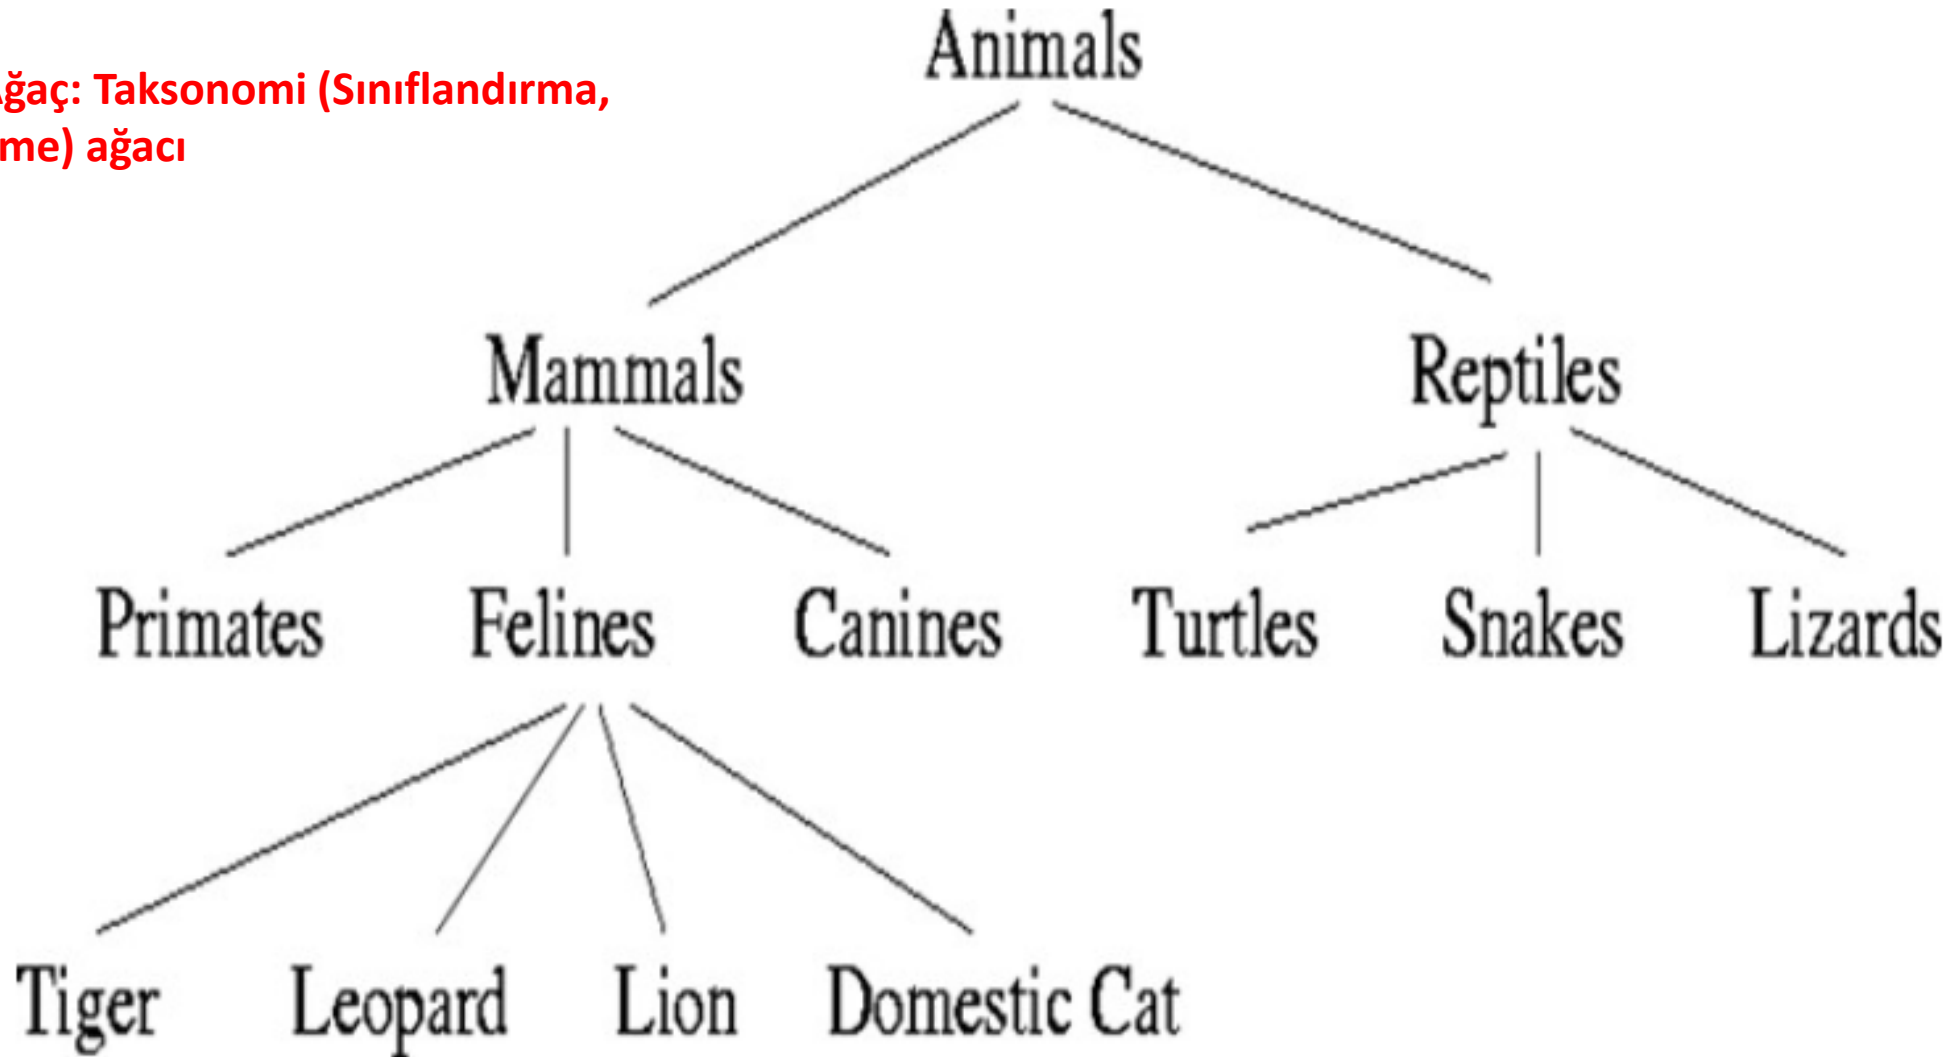 Animals
Ağaç: Taksonomi (Sınıflandırma,
me) ağacı
Mammals Reptiles
Primates Felines Canines Turtles Snakes Lizards
Tiger Leopard Lion Domestic Cat